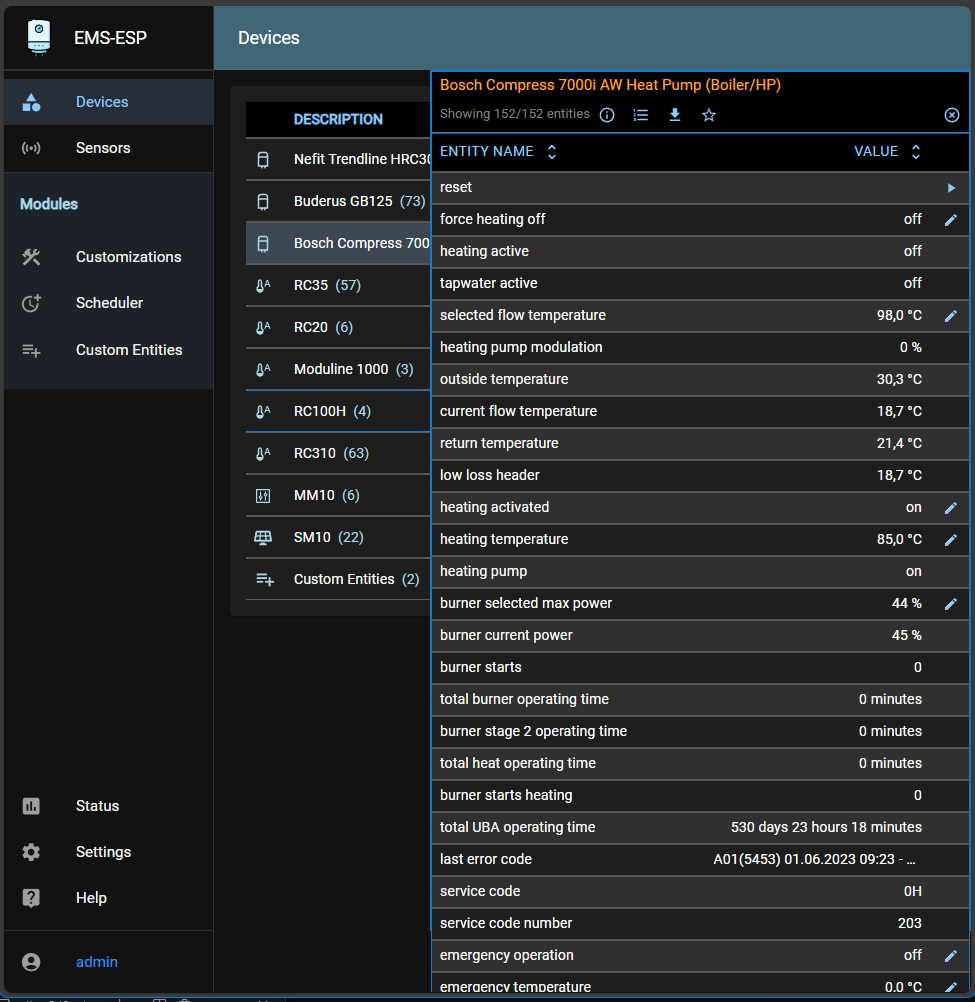 EMS-ESP
Devices
Devices
Sensors
Modules
Customizations
Scheduler
Custom Entities
Status
Settings
Help
admin
DESCRIPTION
Nefit Trendline HRC30
Buderus GB125 (73)
Bosch Compress 700
RC35 (57)
RC20 (6)
Moduline 1000 (3)
RC100H (4)
RC310 (63)
MM10 (6)
SM10 (22)
Custom Entities (2)
Bosch Compress 7000i AW Heat Pump (Boiler/HP)
Showing 152/152 entities
ENTITY NAME VALUE
reset
force heating off off
heating active off
tapwater active off
selected flow temperature 98,0 °C
heating pump modulation 0 %
outside temperature 30,3 °C
current flow temperature 18,7 °C
return temperature 21,4 °C
low loss header 18,7 °C
heating activated on
heating temperature 85,0 °C
heating pump on
burner selected max power 44 %
burner current power 45 %
burner starts 0
total burner operating time 0 minutes
burner stage 2 operating time 0 minutes
total heat operating time 0 minutes
burner starts heating 0
total UBA operating time 530 days 23 hours 18 minutes
last error code A01(5453) 01.06.2023 09:23 - ...
service code 0H
service code number 203
emergency operation off
emergency temperature 0,0 °C